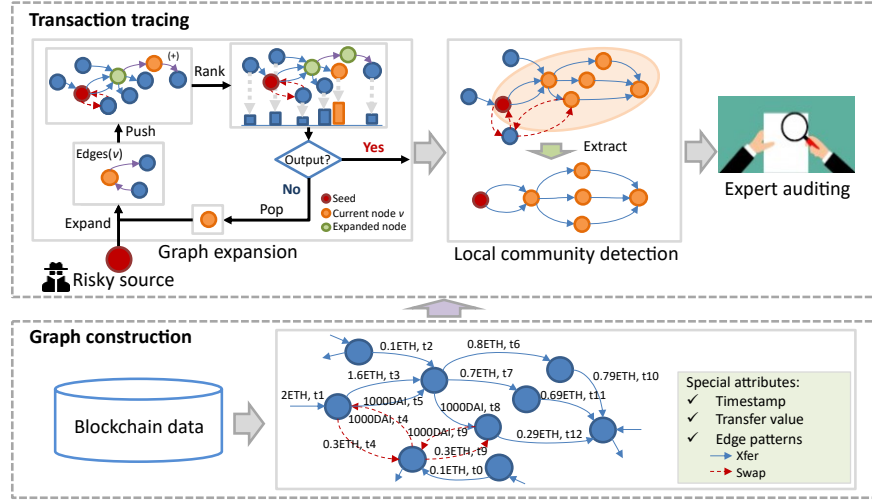 Transaction tracing
(+)
Rank
Push
Edges(v)
Output?
Yes
No
Pop
Expand
Seed
Current node v
Expanded node
Graph expansion
Risky source
Extract
Local community detection
Expert auditing
Graph construction
Blockchain data
0.1ETH, t2
0.8ETH, t6
1.6ETH, t3
0.7ETH, t7
0.79ETH, t10
2ETH, t1
1000DAI, t5
0.69ETH, t11
1000DAI, t4
1000DAI, t8
0.3ETH, t4
1000DAI, t9
0.29ETH, t12
0.3ETH, t9
0.1ETH, t0
Special attributes:
✓ Timestamp
✓ Transfer value
✓ Edge patterns
Xfer
Swap